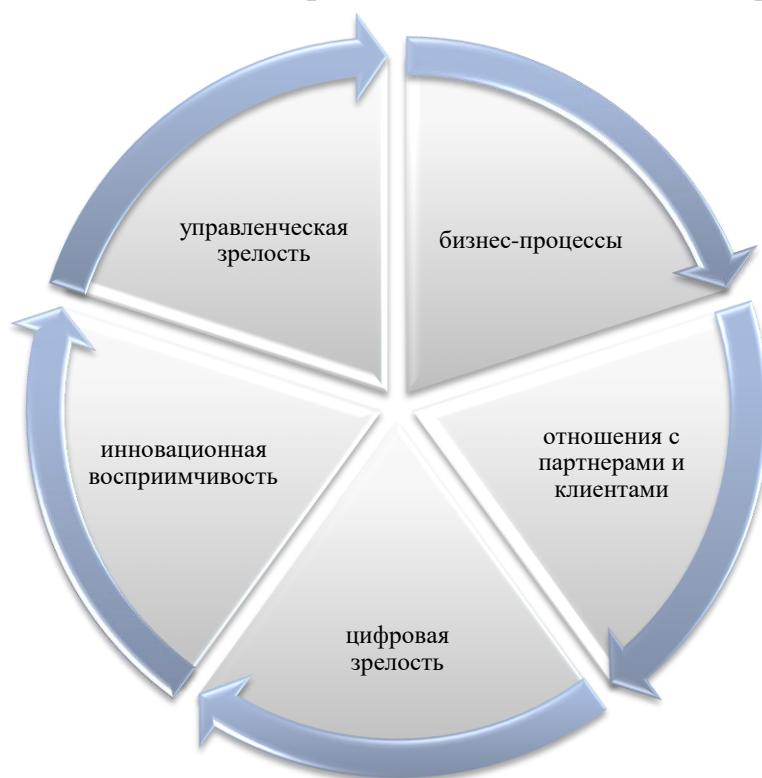 управленческая
зрелость
бизнес-процессы
отношения с
партнерами и
клиентами
цифровая
зрелость
инновационная
восприимчивость